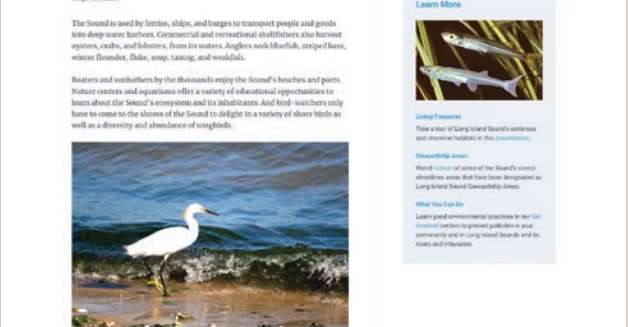 The Sound is used by ferries, ships, and barges to transport people and goods
into deep water harbors. Commercial and recreational shellfishers also harvest
oysters, crabs, and lobsters, from its waters. Anglers seek bluefish, striped bass,
winter flounder, fluke, scup, tautog, and weakfish.
Boaters and sunbathers by the thousands enjoy the Sound's beaches and ports.
Nature centers and aquariums offer a variety of educational opportunities to
learn about the Sound's ecosystem and its inhabitants. And bird-watchers only
have to come to the shores of the Sound to delight in a variety of shore birds as
well as a diversity and abundance of songbirds.
Learn More
Living Treasures
Take a tour of Long Island Sound's undersea
and shoreline habitats in this presentation.
Stewardship Areas
Watch videos of some of the Sound's scenic
shorelines areas that have been designated as
Long Island Sound Stewardship Areas.
What You Can Do
Learn good environmental practices in our Get
Involved section to prevent pollution in your
community and in Long Island Sounds and its
rivers and tributaries.